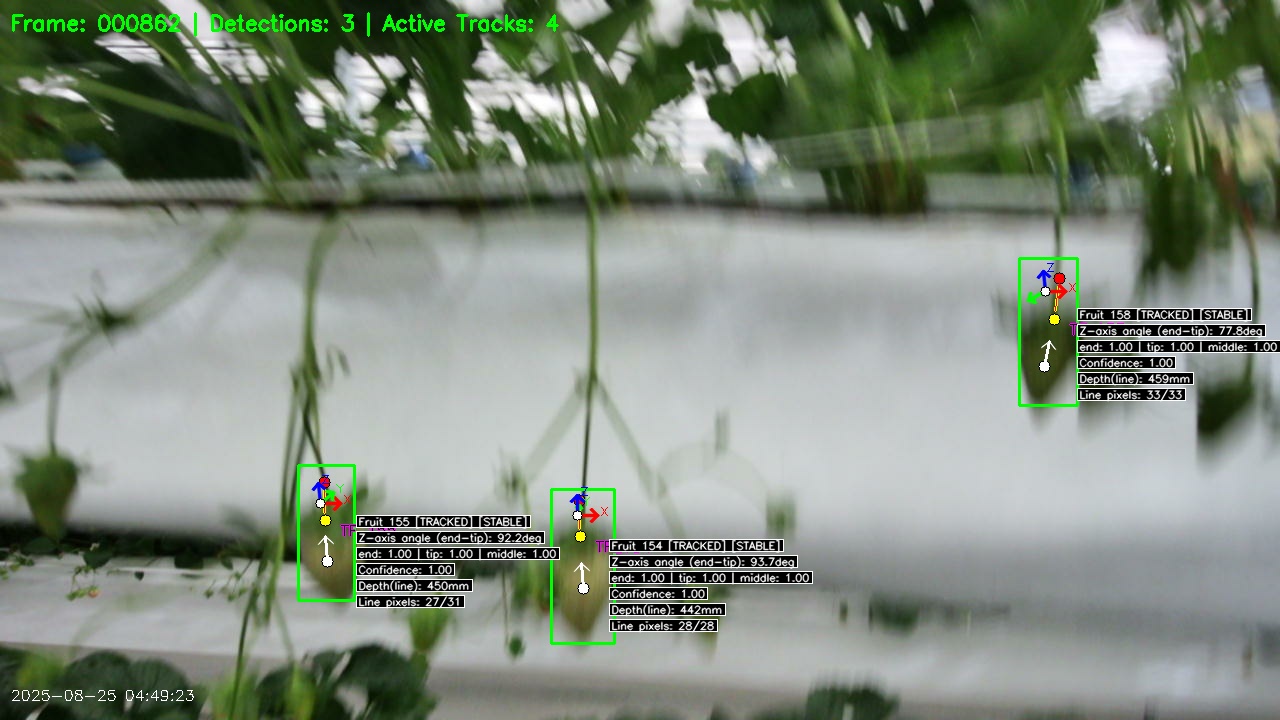 Frame: 000862 | Detections: 3 | Active Tracks: 4
Z
X
Fruit 158 [TRACKED] [STABLE]
Z-axis angle (end-tip): 77.8deg
end: 1.00 | tip: 1.00 | middle: 1.00
Confidence: 1.00
Depth(line): 459mm
Line pixels: 33/33
Y
X
Fruit 155 [TRACKED] [STABLE]
Z-axis angle (end-tip): 92.2deg
end: 1.00 | tip: 1.00 | middle: 1.00
Confidence: 1.00
Depth(line): 450mm
Line pixels: 27/31
Z
X
Fruit 154 [TRACKED] [STABLE]
Z-axis angle (end-tip): 93.7deg
end: 1.00 | tip: 1.00 | middle: 1.00
Confidence: 1.00
Depth(line): 442mm
Line pixels: 28/28
2025-08-25 04:49:23